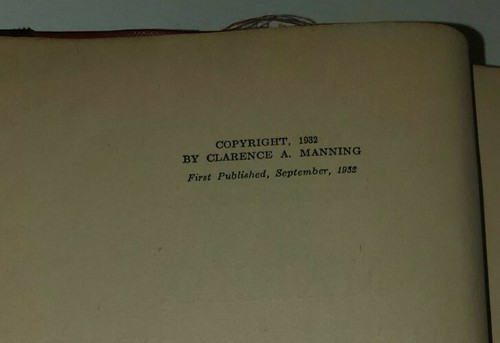 COPYRIGHT, 1932
BY CLARENCE A. MANNING
First Published, September, 1932